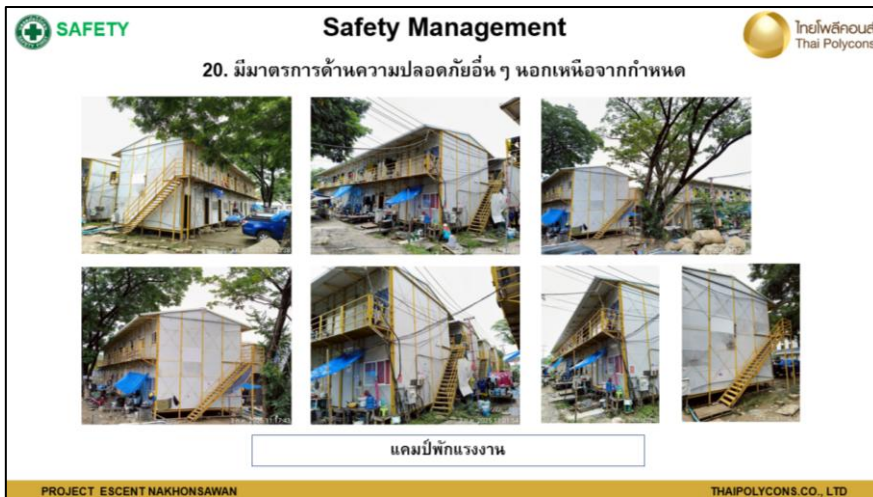 SAFETY
Safety Management
ไทยโพลีคอนส์
Thai Polycons
20. มีมาตรการด้านความปลอดภัยอื่น ๆ นอกเหนือจากกำหนด
แคมป์พักแรงงาน
PROJECT ESCENT NAKHONSAWAN
THAIPOLYCONS.CO., LTD